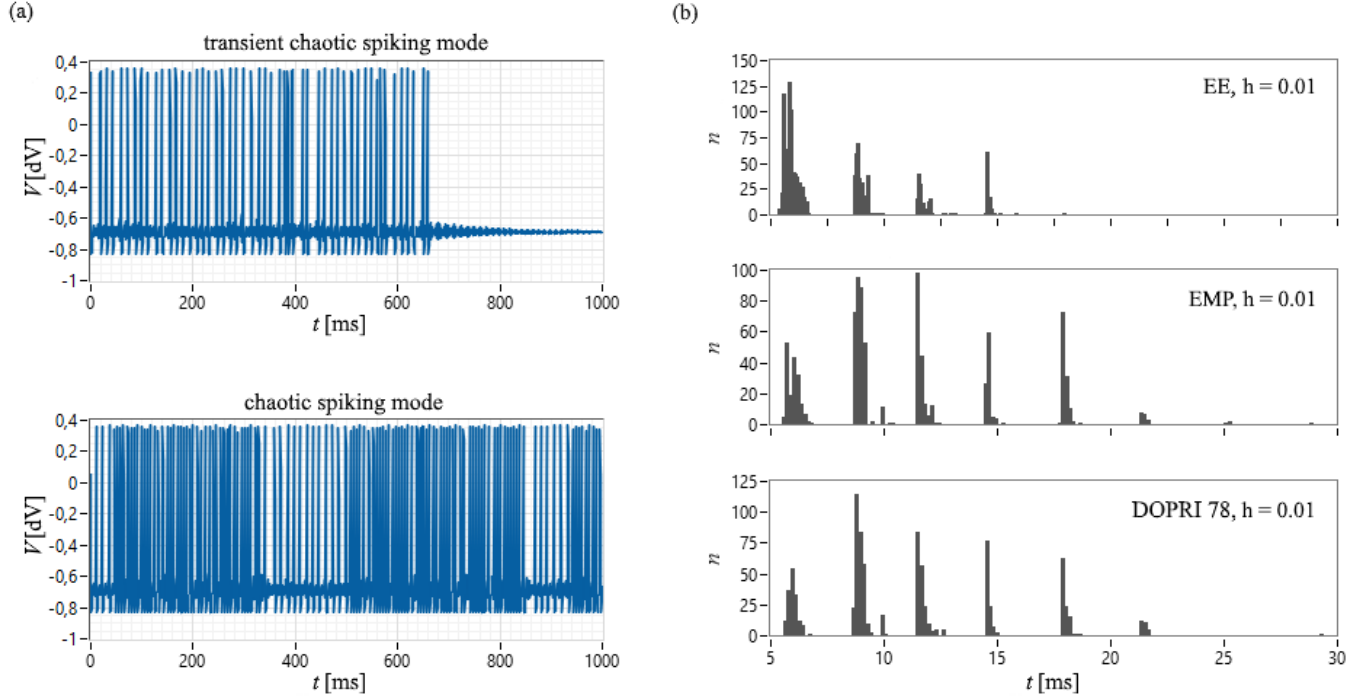 (a)
transient chaotic spiking mode
0,4
0,2
0
-0,2
-0,4
-0,6
-0,8
-1
V[dV]
0 200 400 600 800 1000
t [ms]
chaotic spiking mode
0,4
0,2
0
-0,2
-0,4
-0,6
-0,8
-1
V[dV]
0 200 400 600 800 1000
t [ms]
(b)
EE, h = 0.01
150
125
100
75
50
25
0
n
EMP, h = 0.01
100
80
60
40
20
0
n
DOPRI 78, h = 0.01
125
100
75
50
25
0
n
5 10 15 20 25 30
t [ms]